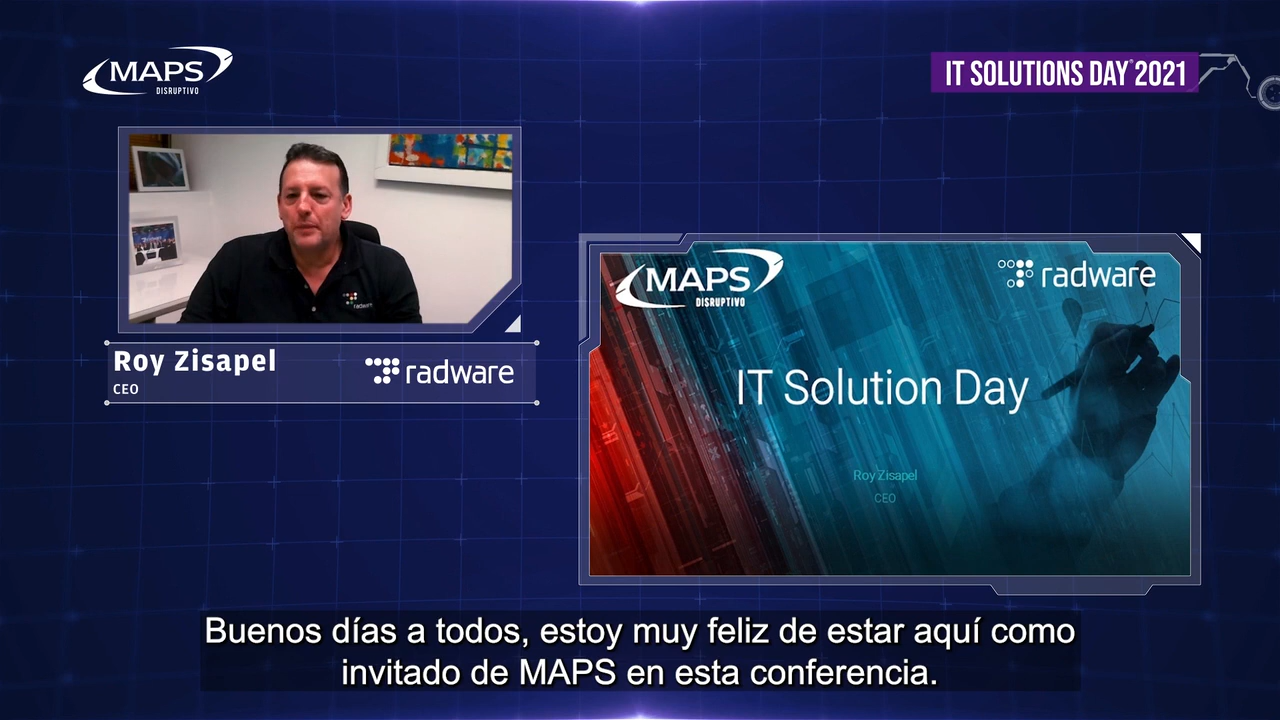 MAPS
DISRUPTIVO
IT SOLUTIONS DAY 2021
radware
Roy Zisapel
CEO
radware
MAPS
DISRUPTIVO
radware
IT Solution Day
Roy Zisapel
CEO
Buenos días a todos, estoy muy feliz de estar aquí como
invitado de MAPS en esta conferencia.